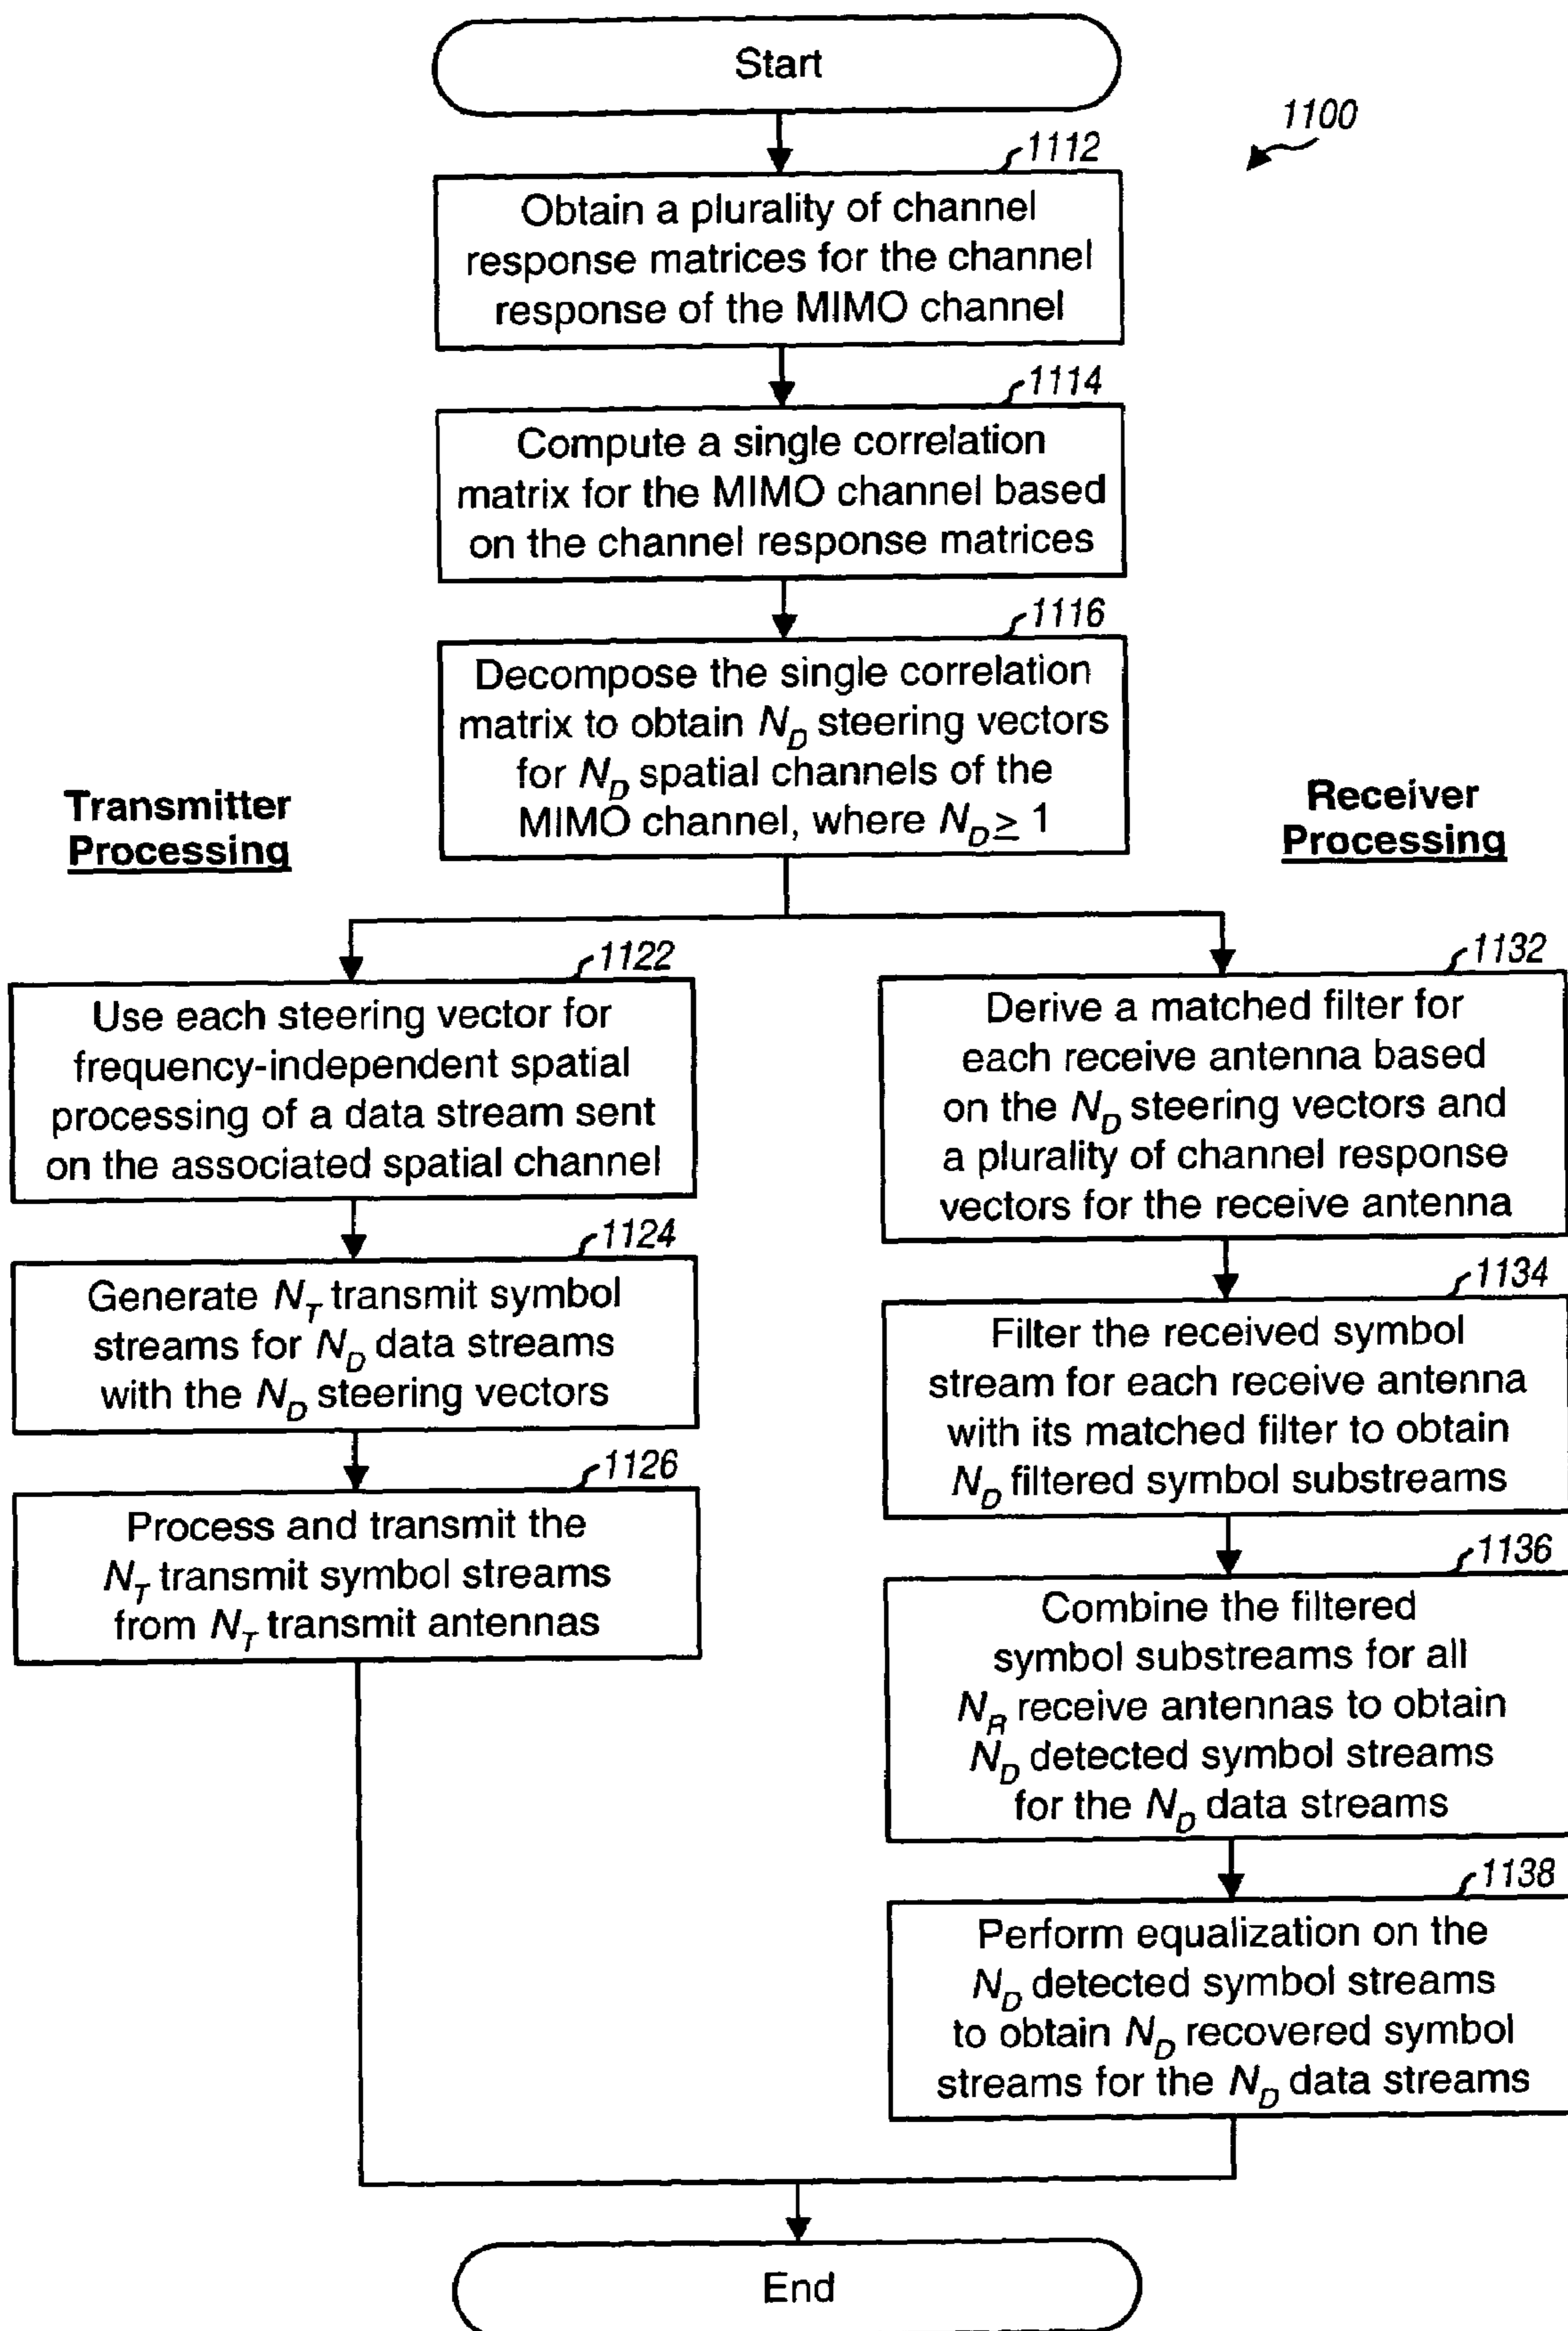 Start
1100
1112
Obtain a plurality of channel
response matrices for the channel
response of the MIMO channel
1114
Compute a single correlation
matrix for the MIMO channel based
on the channel response matrices
1116
Decompose the single correlation
matrix to obtain N_D steering vectors
for N_D spatial channels of the
MIMO channel, where N_D ≥ 1
Transmitter
Processing
1122
Use each steering vector for
frequency-independent spatial
processing of a data stream sent
on the associated spatial channel
1124
Generate N_T transmit symbol
streams for N_D data streams
with the N_D steering vectors
1126
Process and transmit the
N_T transmit symbol streams
from N_T transmit antennas
Receiver
Processing
1132
Derive a matched filter for
each receive antenna based
on the N_D steering vectors and
a plurality of channel response
vectors for the receive antenna
1134
Filter the received symbol
stream for each receive antenna
with its matched filter to obtain
N_D filtered symbol substreams
1136
Combine the filtered
symbol substreams for all
N_R receive antennas to obtain
N_D detected symbol streams
for the N_D data streams
1138
Perform equalization on the
N_D detected symbol streams
to obtain N_D recovered symbol
streams for the N_D data streams
End